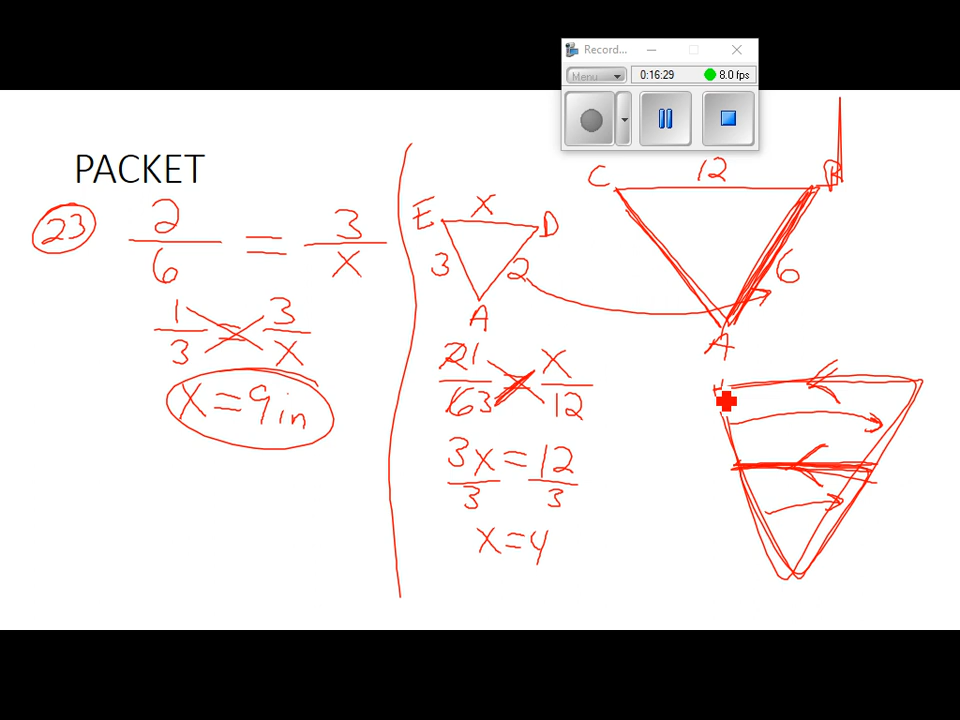 Record...
Menu
0:16:29
8.0 fps
PACKET
23
2/6 = 3/x
1/3 = 3/x
x=9in
E x D
3 2
A
C 12 B
6
A
21/63 x/12
3x/3 = 12/3
x=4